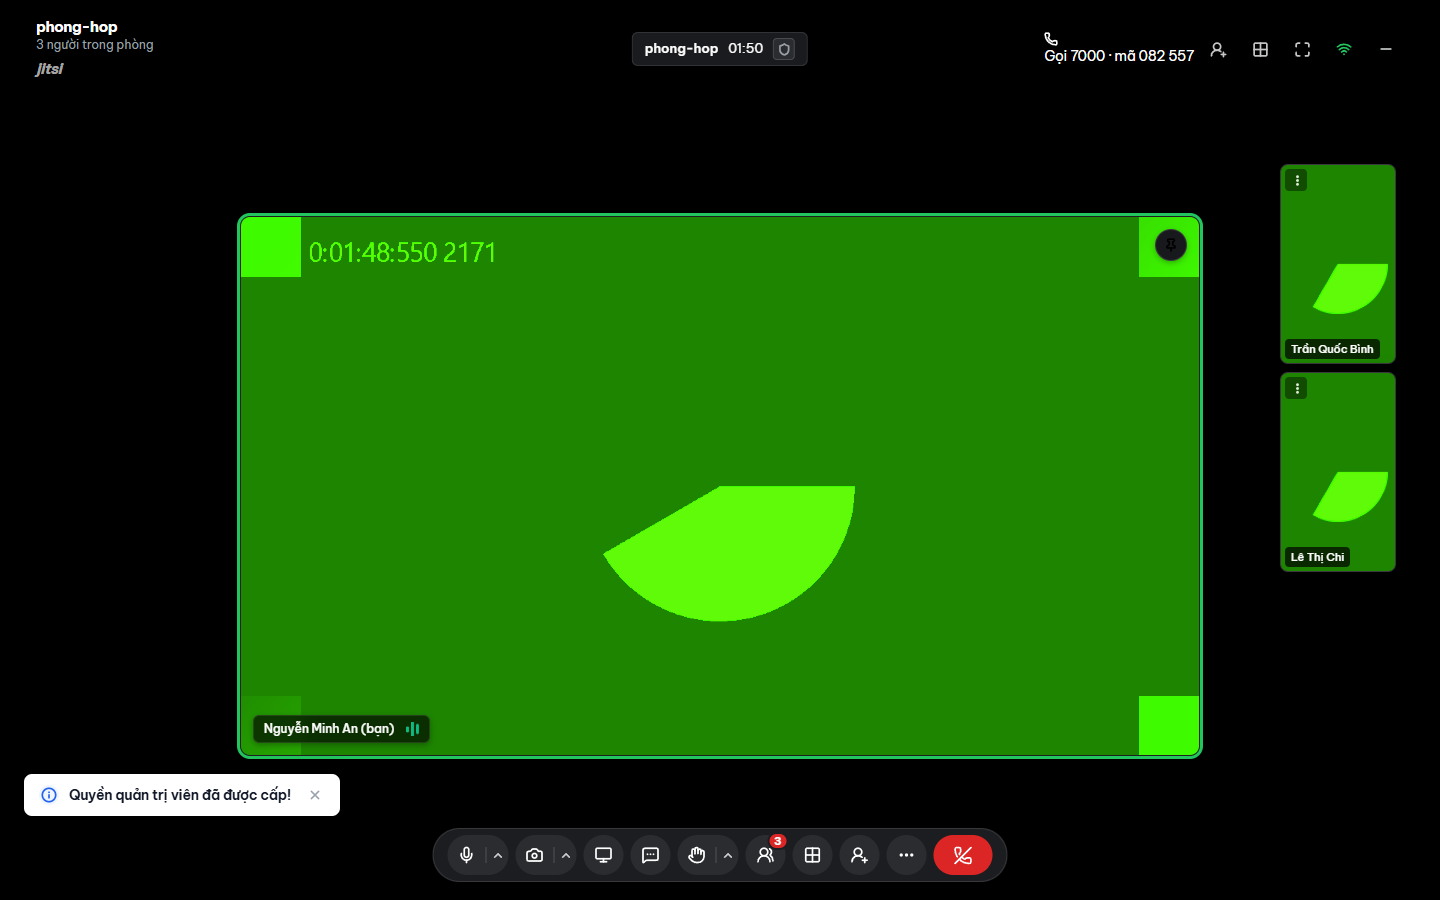 phong-hop
3 người trong phòng
jitsi
phong-hop 01:50
Gọi 7000 · mã 082 557
0:01:48:550 2171
Trần Quốc Bình
Lê Thị Chi
Nguyễn Minh An (bạn)
Quyền quản trị viên đã được cấp!
3